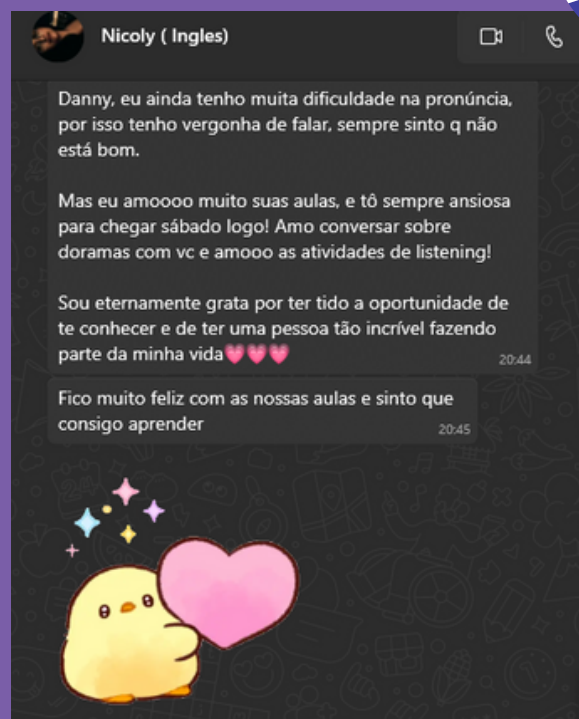 Nicoly ( Ingles)
Danny, eu ainda tenho muita dificuldade na pronúncia,
por isso tenho vergonha de falar, sempre sinto q não
está bom.
Mas eu amoooo muito suas aulas, e tô sempre ansiosa
para chegar sábado logo! Amo conversar sobre
doramas com vc e amooo as atividades de listening!
Sou eternamente grata por ter tido a oportunidade de
te conhecer e de ter uma pessoa tão incrível fazendo
parte da minha vida💗💗💗
20:44
Fico muito feliz com as nossas aulas e sinto que
consigo aprender
20:45